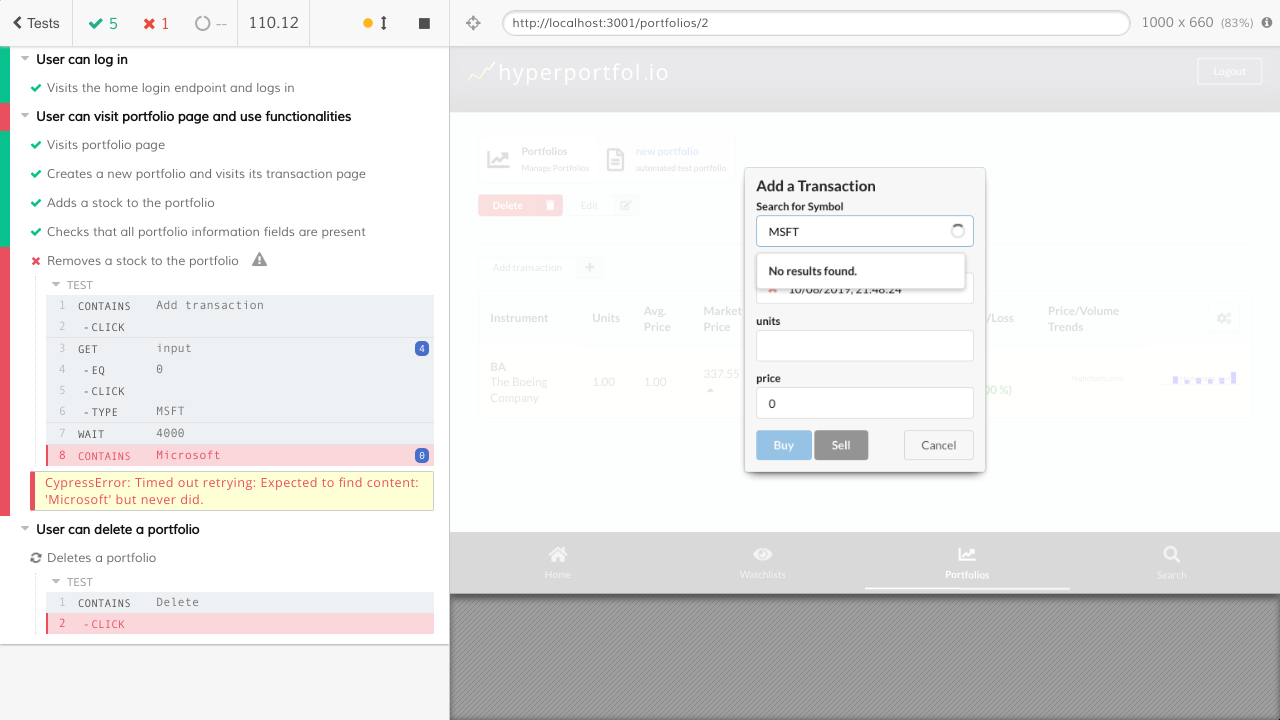 Tests
5
1
--
110.12
http://localhost:3001/portfolios/2
1000 x 660 (83%)
User can log in
Visits the home login endpoint and logs in
User can visit portfolio page and use functionalities
Visits portfolio page
Creates a new portfolio and visits its transaction page
Adds a stock to the portfolio
Checks that all portfolio information fields are present
Removes a stock to the portfolio
TEST
1 CONTAINS Add transaction
2 -CLICK
3 GET input 4
4 -EQ 0
5 -CLICK
6 -TYPE MSFT
7 WAIT 4000
8 CONTAINS Microsoft 0
CypressError: Timed out retrying: Expected to find content:
'Microsoft' but never did.
User can delete a portfolio
Deletes a portfolio
TEST
1 CONTAINS Delete
2 -CLICK
hyperportfol.io
Logout
Portfolios
Manage Portfolios
new portfolio
automated test portfolio
Delete
Edit
Add transaction
Instrument
Units
Avg.
Price
Market
Price
/Loss
Price/Volume
Trends
BA
The Boeing
Company
1.00
1.00
337.55
00 %)
Highcharts.com
Add a Transaction
Search for Symbol
MSFT
No results found.
10/08/2019, 21:48:24
units
price
0
Buy
Sell
Cancel
Home
Watchlists
Portfolios
Search